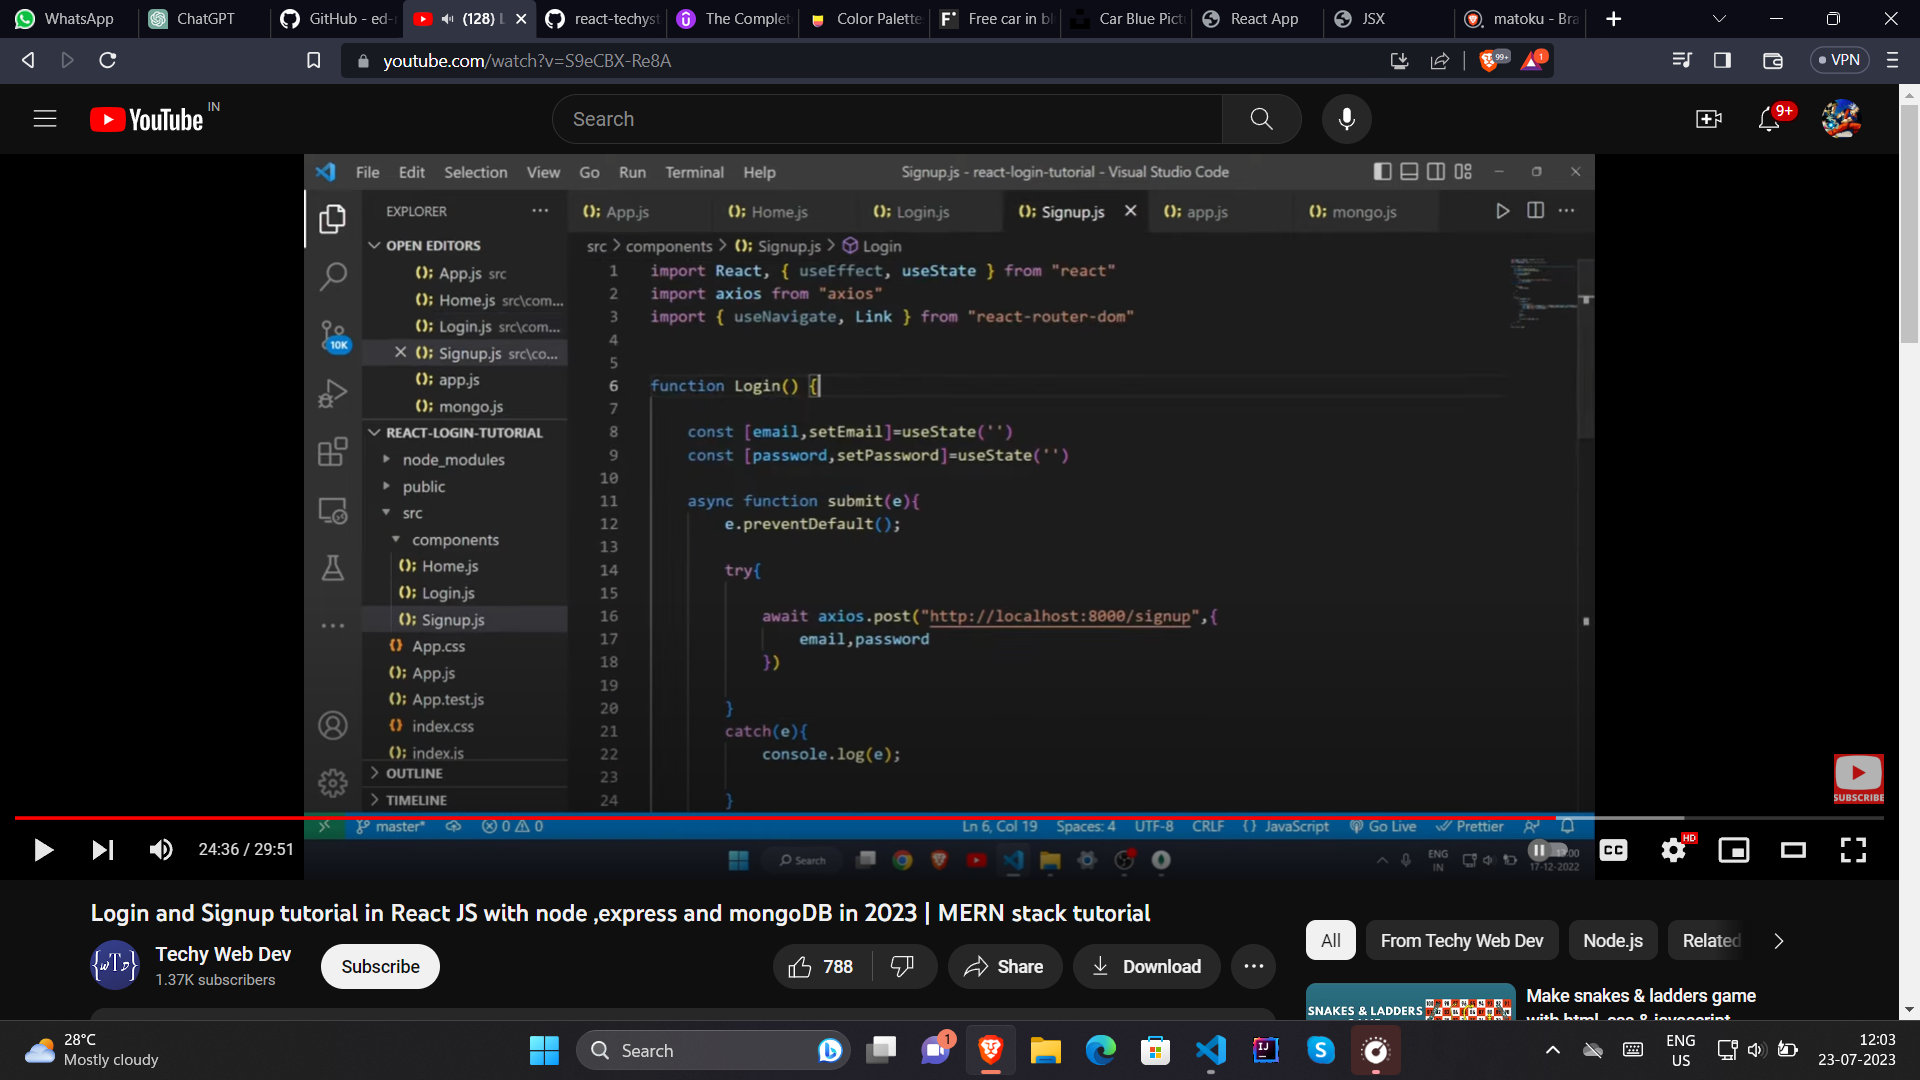 WhatsApp
ChatGPT
GitHub - ed-
(128) L
react-techyst
The Complet
Color Palette
Free car in bl
Car Blue Pict
React App
JSX
matoku - Bra
youtube.com/watch?v=S9eCBX-Re8A
99+
1
VPN
YouTube IN
Search
9+
File Edit Selection View Go Run Terminal Help
Signup.js - react-login-tutorial - Visual Studio Code
EXPLORER
App.js
Home.js
Login.js
Signup.js
app.js
mongo.js
OPEN EDITORS
App.js src
Home.js src\com...
Login.js src\com...
Signup.js src\co...
app.js
mongo.js
REACT-LOGIN-TUTORIAL
node_modules
public
src
components
Home.js
Login.js
Signup.js
App.css
App.js
App.test.js
index.css
index.js
OUTLINE
TIMELINE
10K
src > components > Signup.js > Login
1 import React, { useEffect, useState } from "react"
2 import axios from "axios"
3 import { useNavigate, Link } from "react-router-dom"
4
5
6 function Login() {
7
8 const [email,setEmail]=useState('')
9 const [password,setPassword]=useState('')
10
11 async function submit(e){
12 e.preventDefault();
13
14 try{
15
16 await axios.post("http://localhost:8000/signup",{
17 email,password
18 })
19
20 }
21 catch(e){
22 console.log(e);
23
24 }
SUBSCRIBE
master* 0 0
Ln 6, Col 19 Spaces: 4 UTF-8 CRLF {} JavaScript Go Live Prettier
24:36 / 29:51
Search
ENG
IN
17-12-2022
CC
HD
Login and Signup tutorial in React JS with node ,express and mongoDB in 2023 | MERN stack tutorial
{WTD}
Techy Web Dev
1.37K subscribers
Subscribe
788
Share
Download
All
From Techy Web Dev
Node.js
Related
SNAKES & LADDERS
Make snakes & ladders game
with html, css & javascript
28°C
Mostly cloudy
Search
1
ENG
US
12:03
23-07-2023